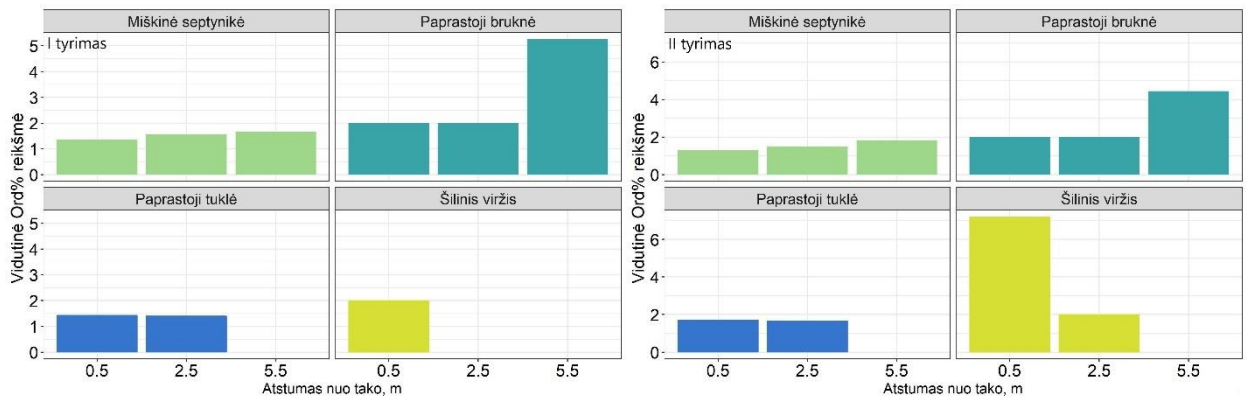 Miškinė septynikė
Paprastoji bruknė
I tyrimas
5
4
3
2
1
0
Paprastoji tuklė
Šilinis viržis
5
4
3
2
1
0
Vidutinė Ord% reikšmė
0.5 2.5 5.5
0.5 2.5 5.5
Atstumas nuo tako, m
Miškinė septynikė
Paprastoji bruknė
II tyrimas
6
4
2
0
Paprastoji tuklė
Šilinis viržis
6
4
2
0
Vidutinė Ord% reikšmė
0.5 2.5 5.5
0.5 2.5 5.5
Atstumas nuo tako, m